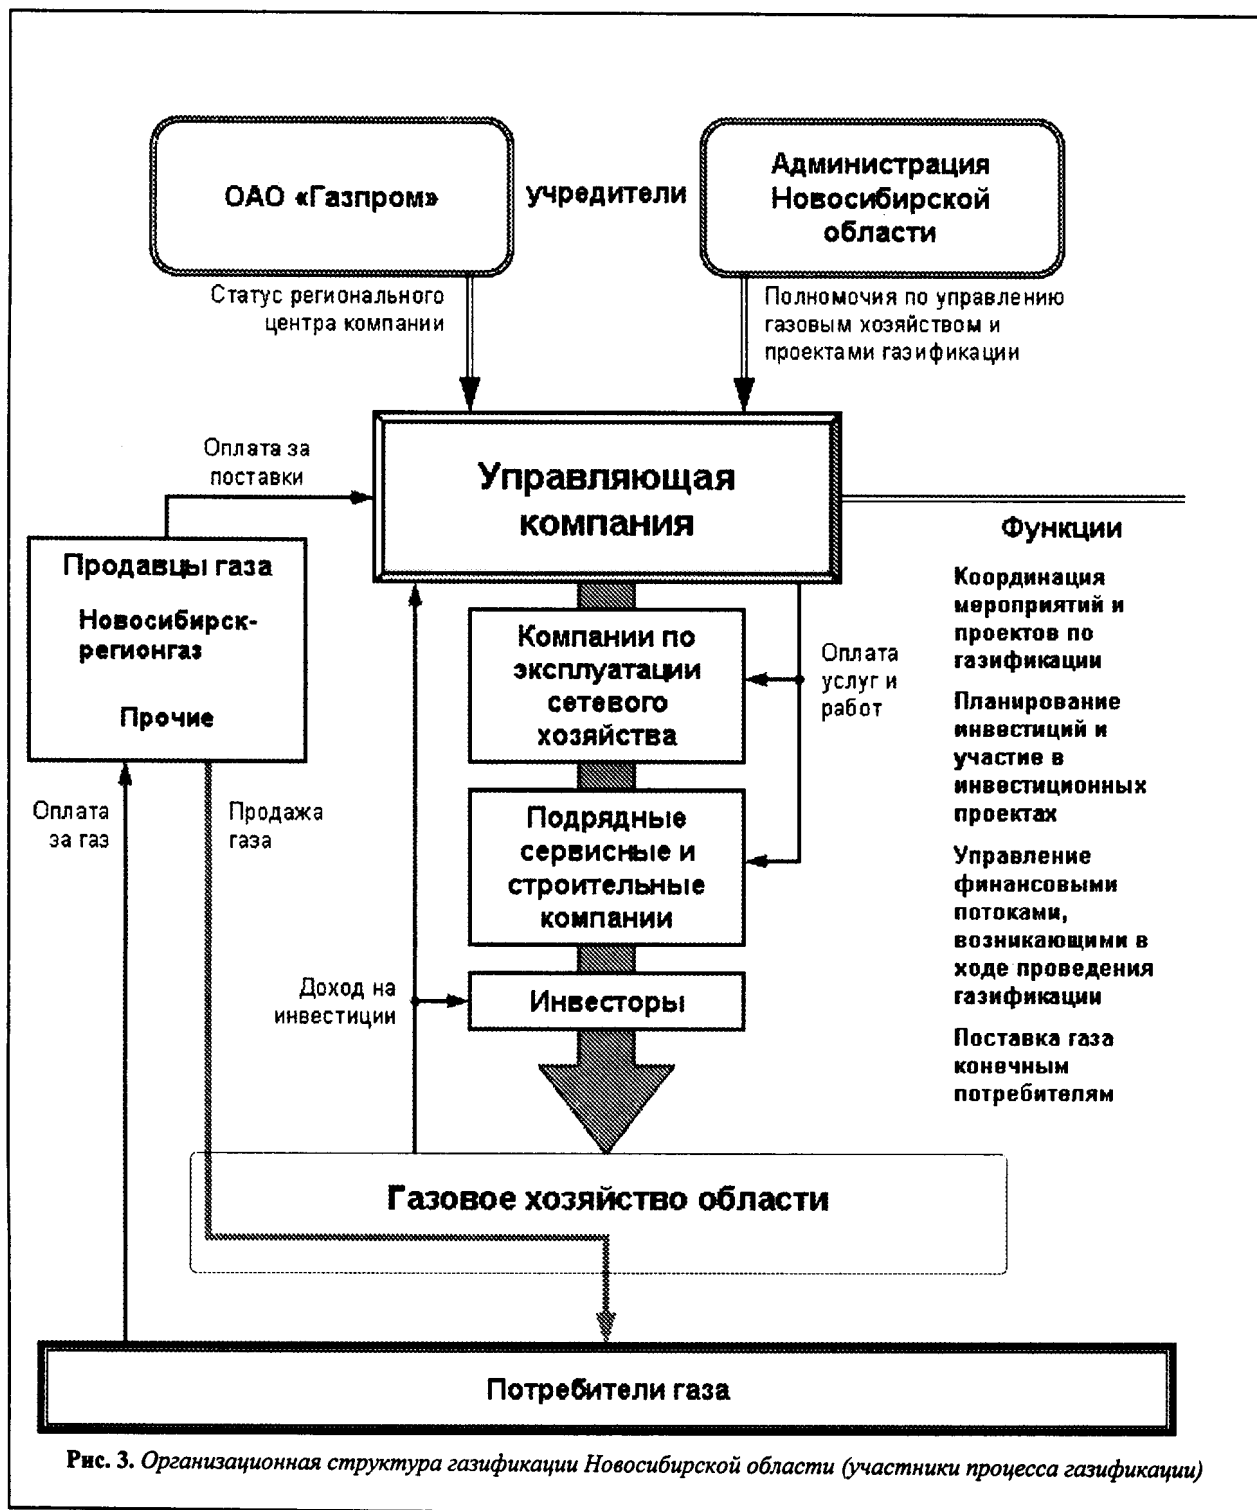 ОАО «Газпром»
учредители
Администрация
Новосибирской
области
Статус регионального
центра компании
Полномочия по управлению
газовым хозяйством и
проектами газификации
Оплата за
поставки
Управляющая
компания
Функции
Продавцы газа
Новосибирск-
регионгаз
Прочие
Компании по
эксплуатации
сетевого
хозяйства
Оплата
услуг и
работ
Координация
мероприятий и
проектов по
газификации
Планирование
инвестиций и
участие в
инвестиционных
проектах
Оплата
за газ
Продажа
газа
Подрядные
сервисные и
строительные
компании
Управление
финансовыми
потоками,
возникающими в
ходе проведения
газификации
Доход на
инвестиции
Инвесторы
Поставка газа
конечным
потребителям
Газовое хозяйство области
Потребители газа
Рис. 3. Организационная структура газификации Новосибирской области (участники процесса газификации)